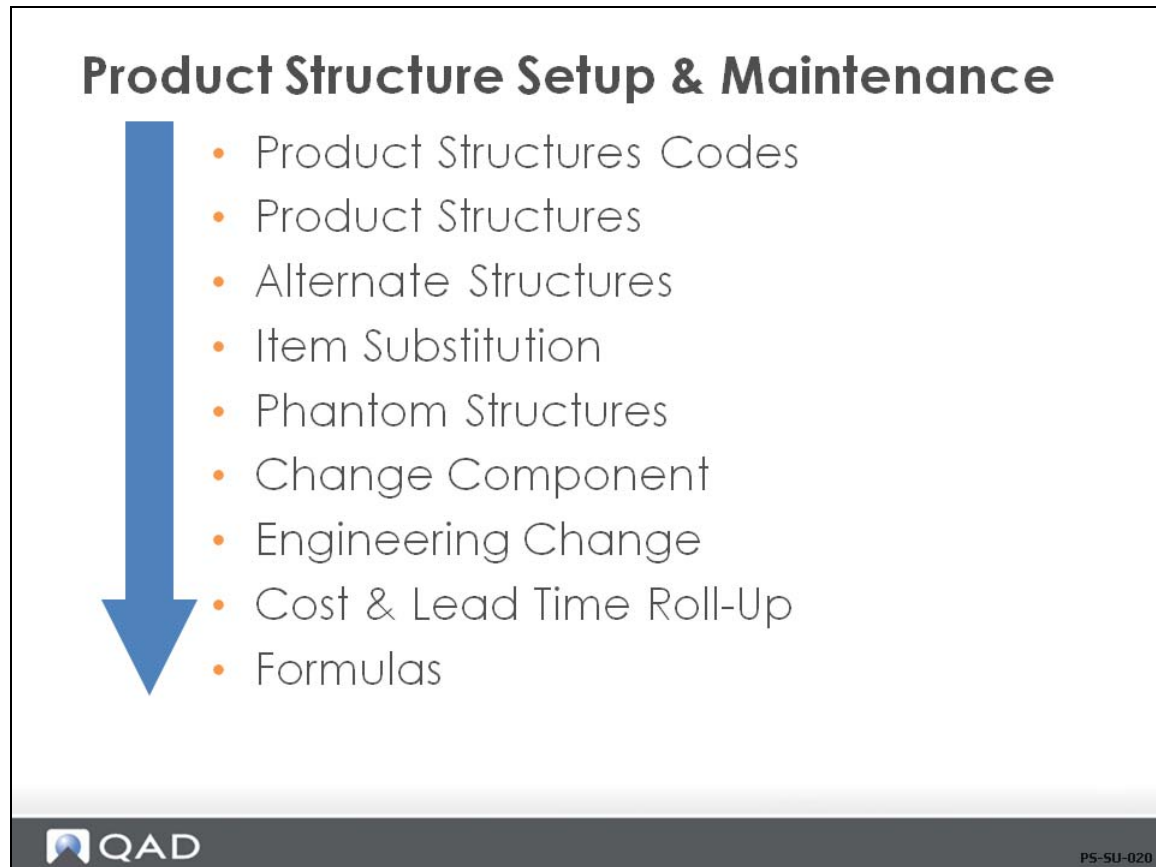 Product Structure Setup & Maintenance
• Product Structures Codes
• Product Structures
• Alternate Structures
• Item Substitution
• Phantom Structures
• Change Component
• Engineering Change
• Cost & Lead Time Roll-Up
• Formulas
QAD
PS-SU-020